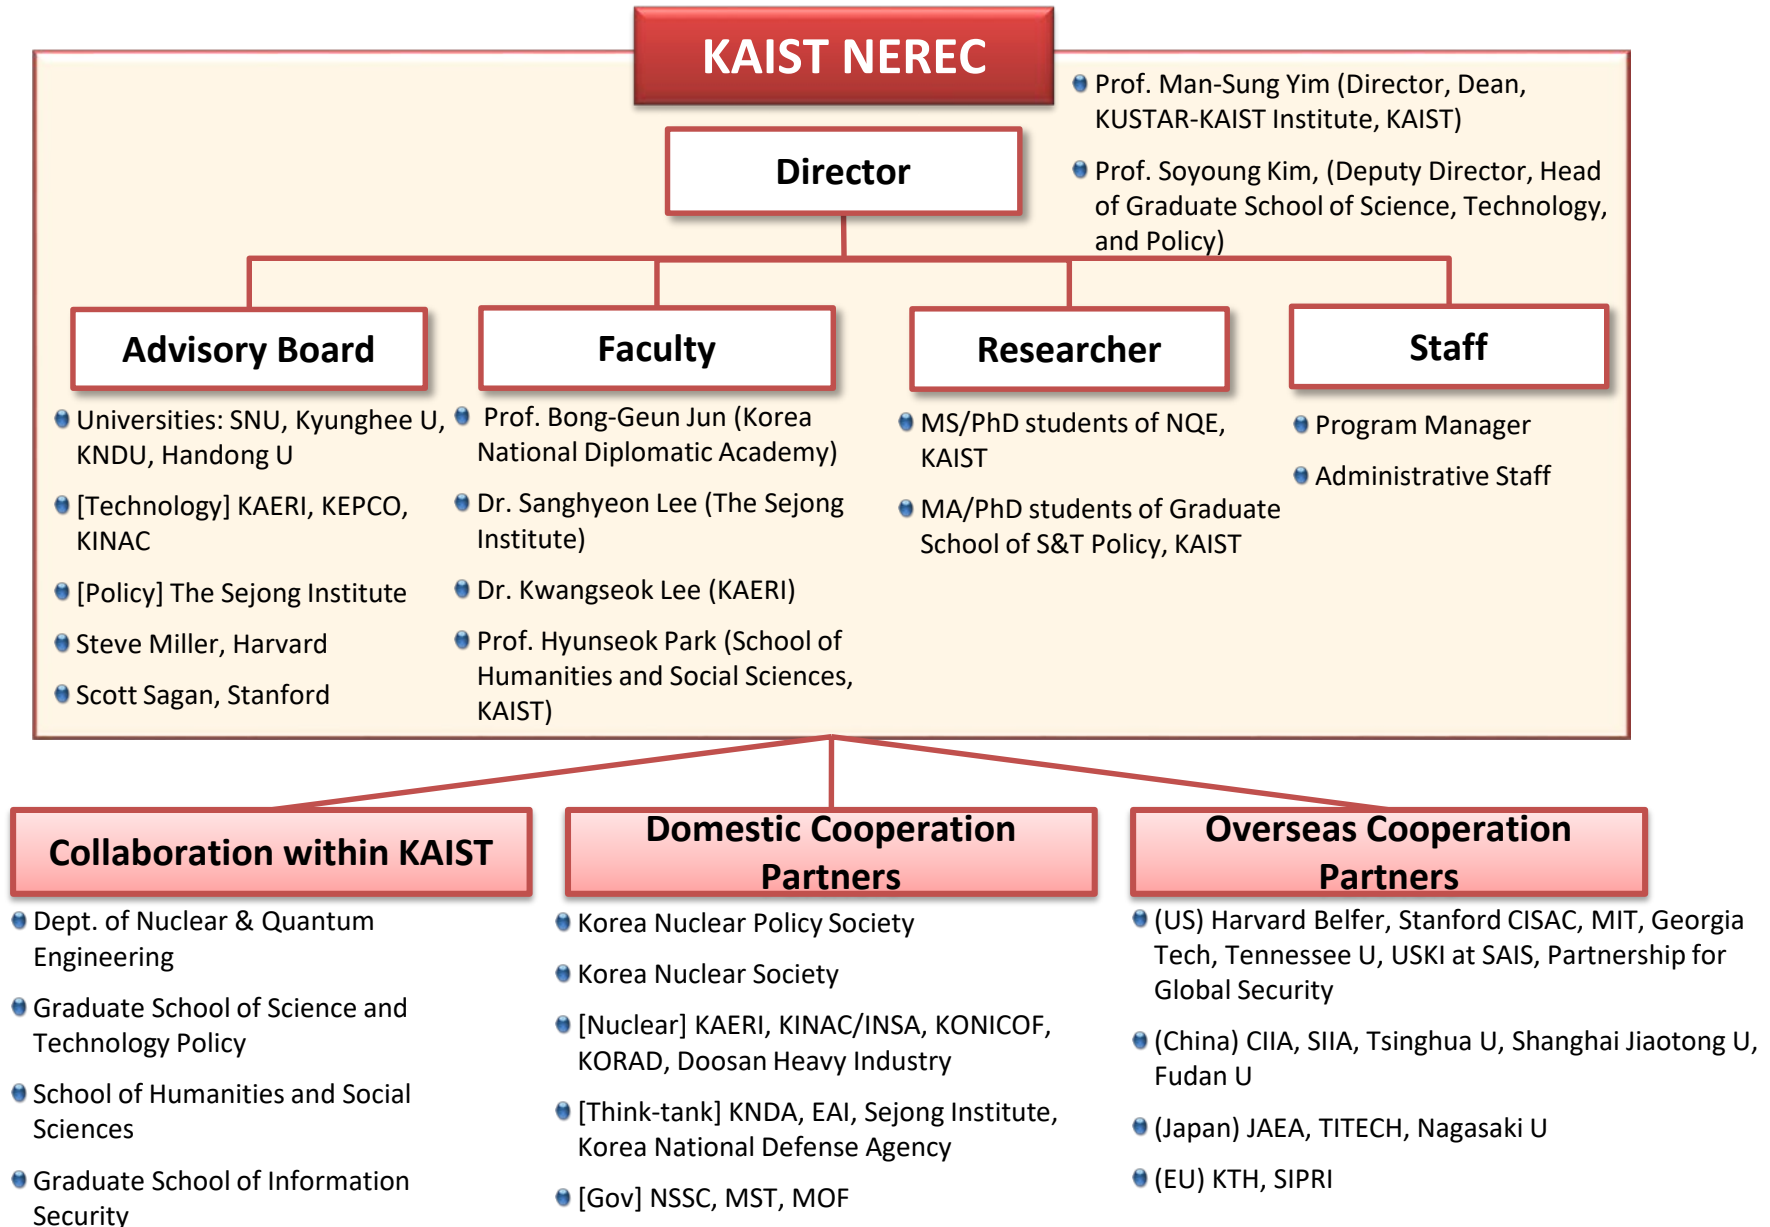 KAIST NEREC
Prof. Man-Sung Yim (Director, Dean,
KUSTAR-KAIST Institute, KAIST)
Prof. Soyoung Kim, (Deputy Director, Head
of Graduate School of Science, Technology,
and Policy)
Director
Advisory Board
Universities: SNU, Kyunghee U,
KNDU, Handong U
[Technology] KAERI, KEPCO,
KINAC
[Policy] The Sejong Institute
Steve Miller, Harvard
Scott Sagan, Stanford
Faculty
Prof. Bong-Geun Jun (Korea
National Diplomatic Academy)
Dr. Sanghyeon Lee (The Sejong
Institute)
Dr. Kwangseok Lee (KAERI)
Prof. Hyunseok Park (School of
Humanities and Social Sciences,
KAIST)
Researcher
MS/PhD students of NQE,
KAIST
MA/PhD students of Graduate
School of S&T Policy, KAIST
Staff
Program Manager
Administrative Staff
Collaboration within KAIST
Dept. of Nuclear & Quantum
Engineering
Graduate School of Science and
Technology Policy
School of Humanities and Social
Sciences
Graduate School of Information
Security
Domestic Cooperation
Partners
Korea Nuclear Policy Society
Korea Nuclear Society
[Nuclear] KAERI, KINAC/INSA, KONICOF,
KORAD, Doosan Heavy Industry
[Think-tank] KNDA, EAI, Sejong Institute,
Korea National Defense Agency
[Gov] NSSC, MST, MOF
Overseas Cooperation
Partners
(US) Harvard Belfer, Stanford CISAC, MIT, Georgia
Tech, Tennessee U, USKI at SAIS, Partnership for
Global Security
(China) CIIA, SIIA, Tsinghua U, Shanghai Jiaotong U,
Fudan U
(Japan) JAEA, TITECH, Nagasaki U
(EU) KTH, SIPRI